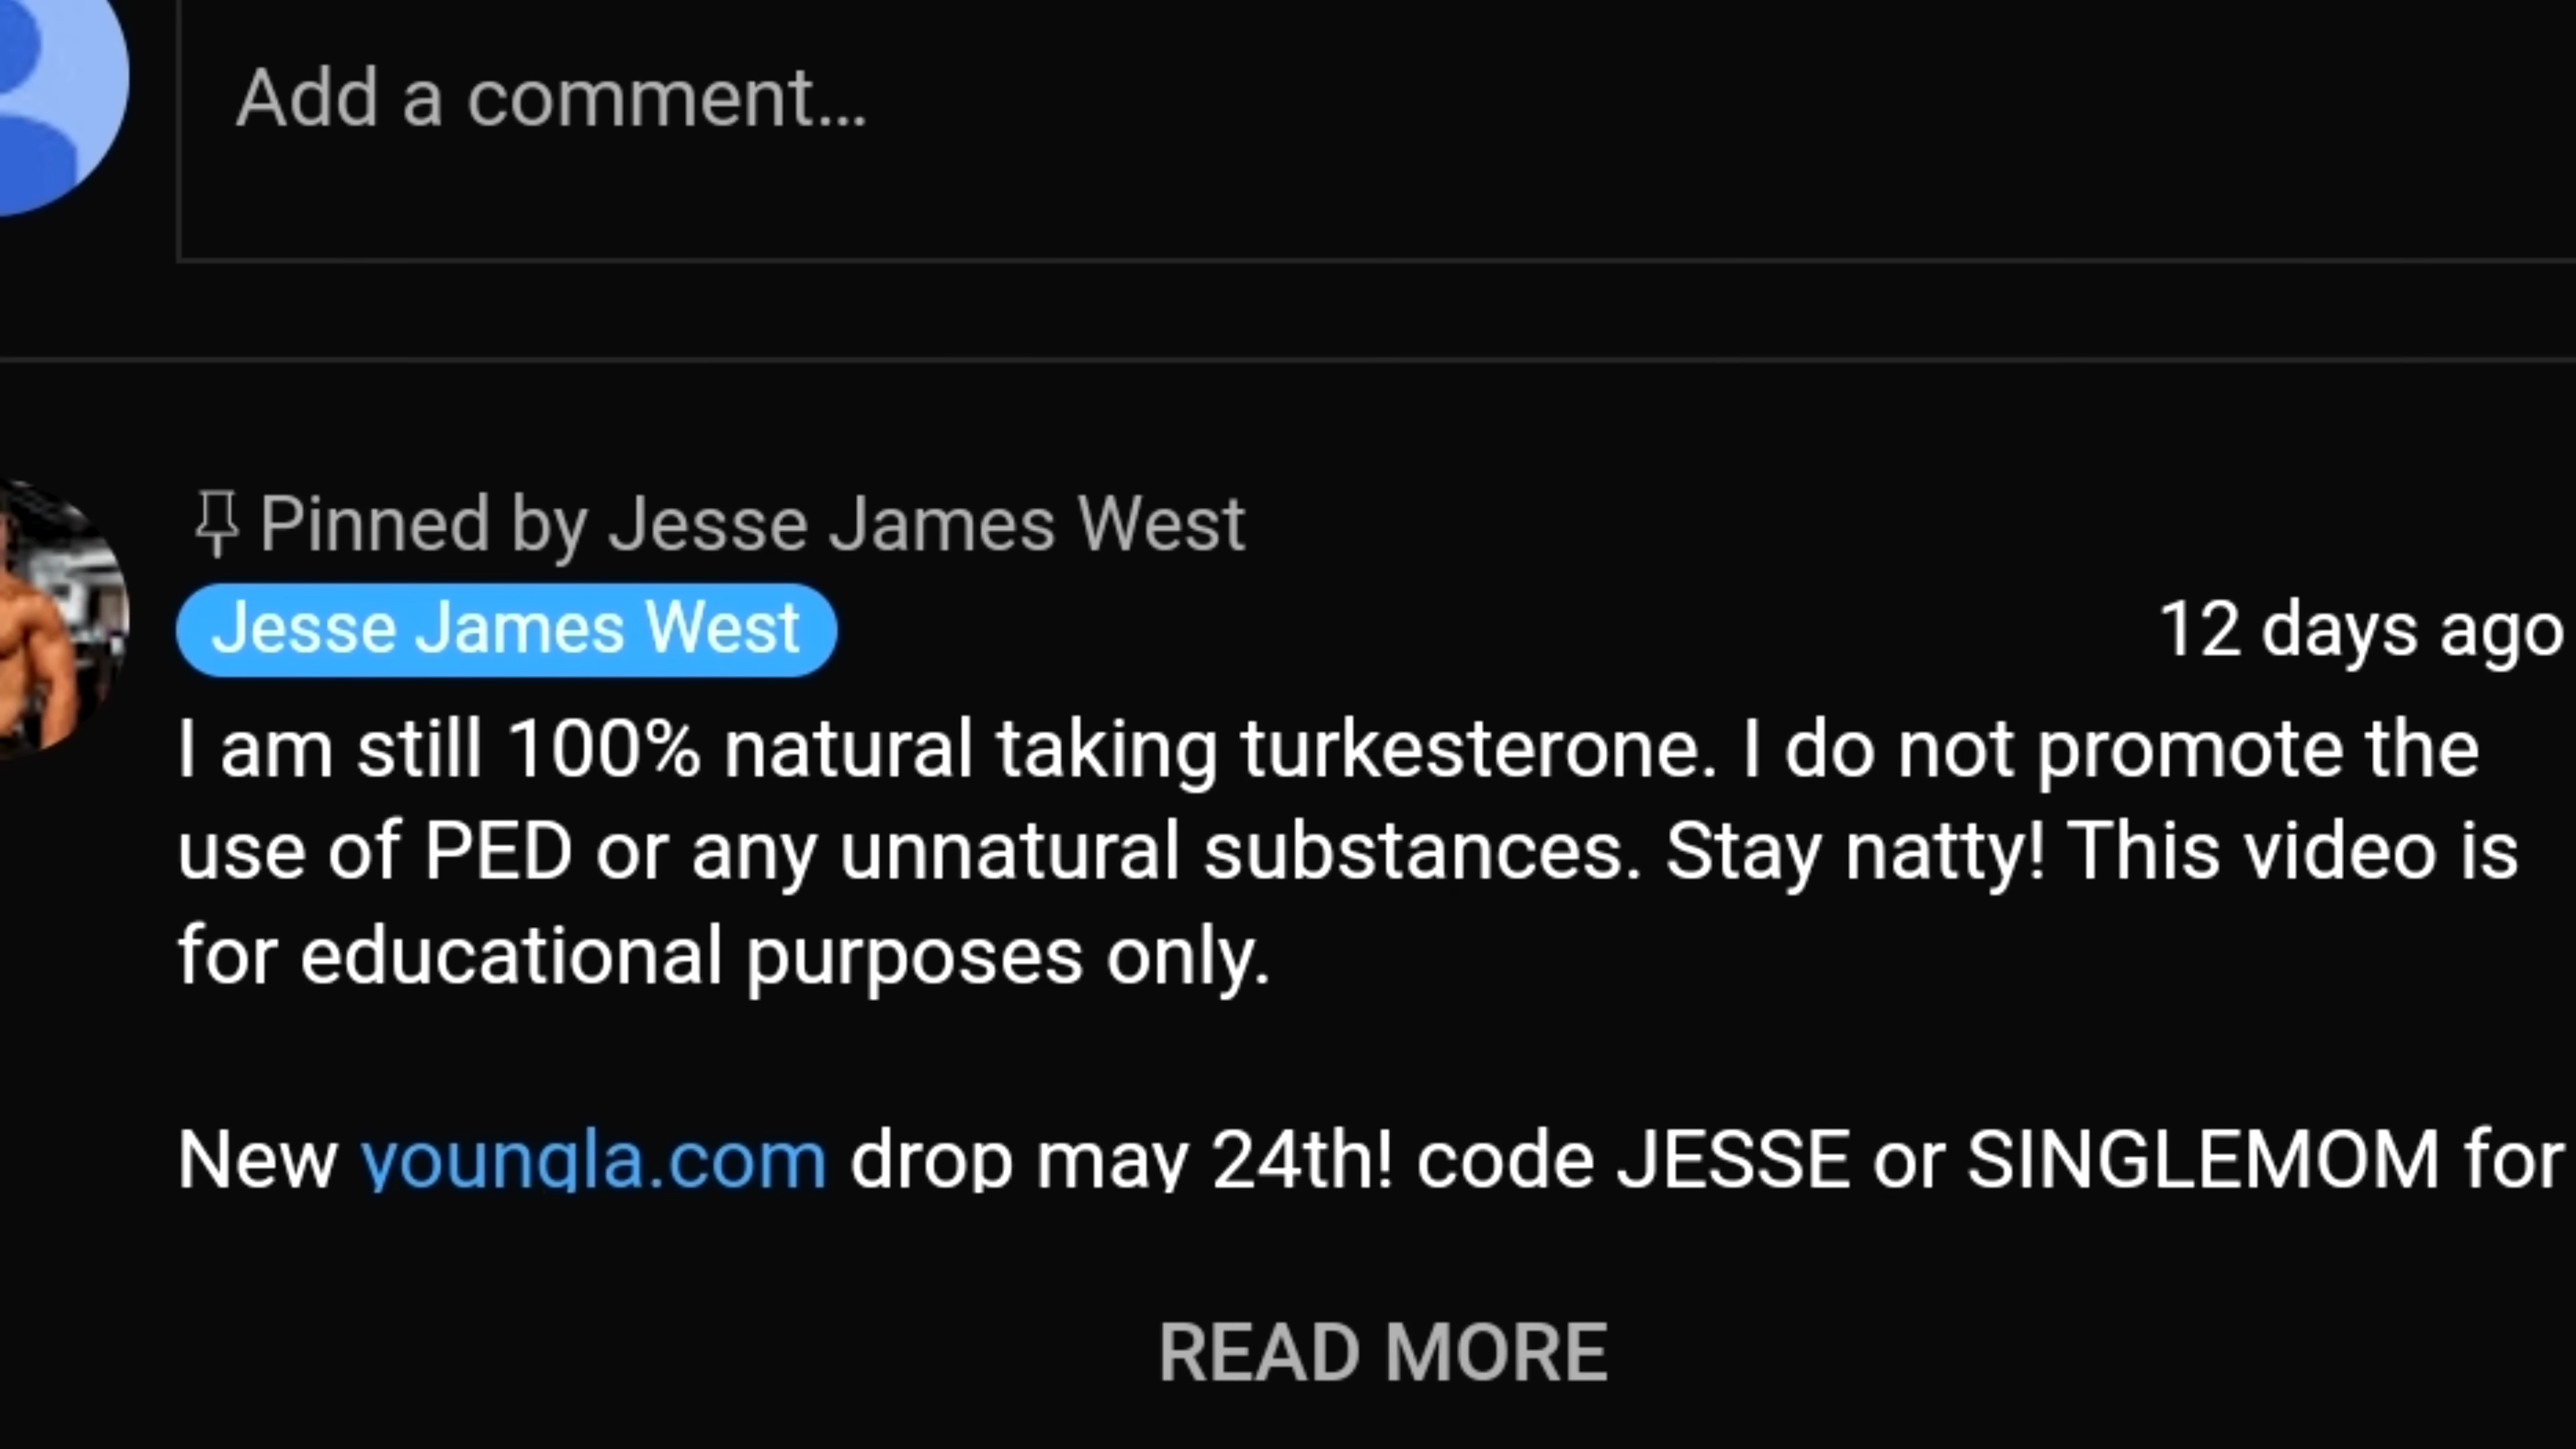 Add a comment...
Pinned by Jesse James West
Jesse James West
12 days ago
I am still 100% natural taking turkesterone. I do not promote the
use of PED or any unnatural substances. Stay natty! This video is
for educational purposes only.
New youngla.com drop may 24th! code JESSE or SINGLEMOM for
READ MORE